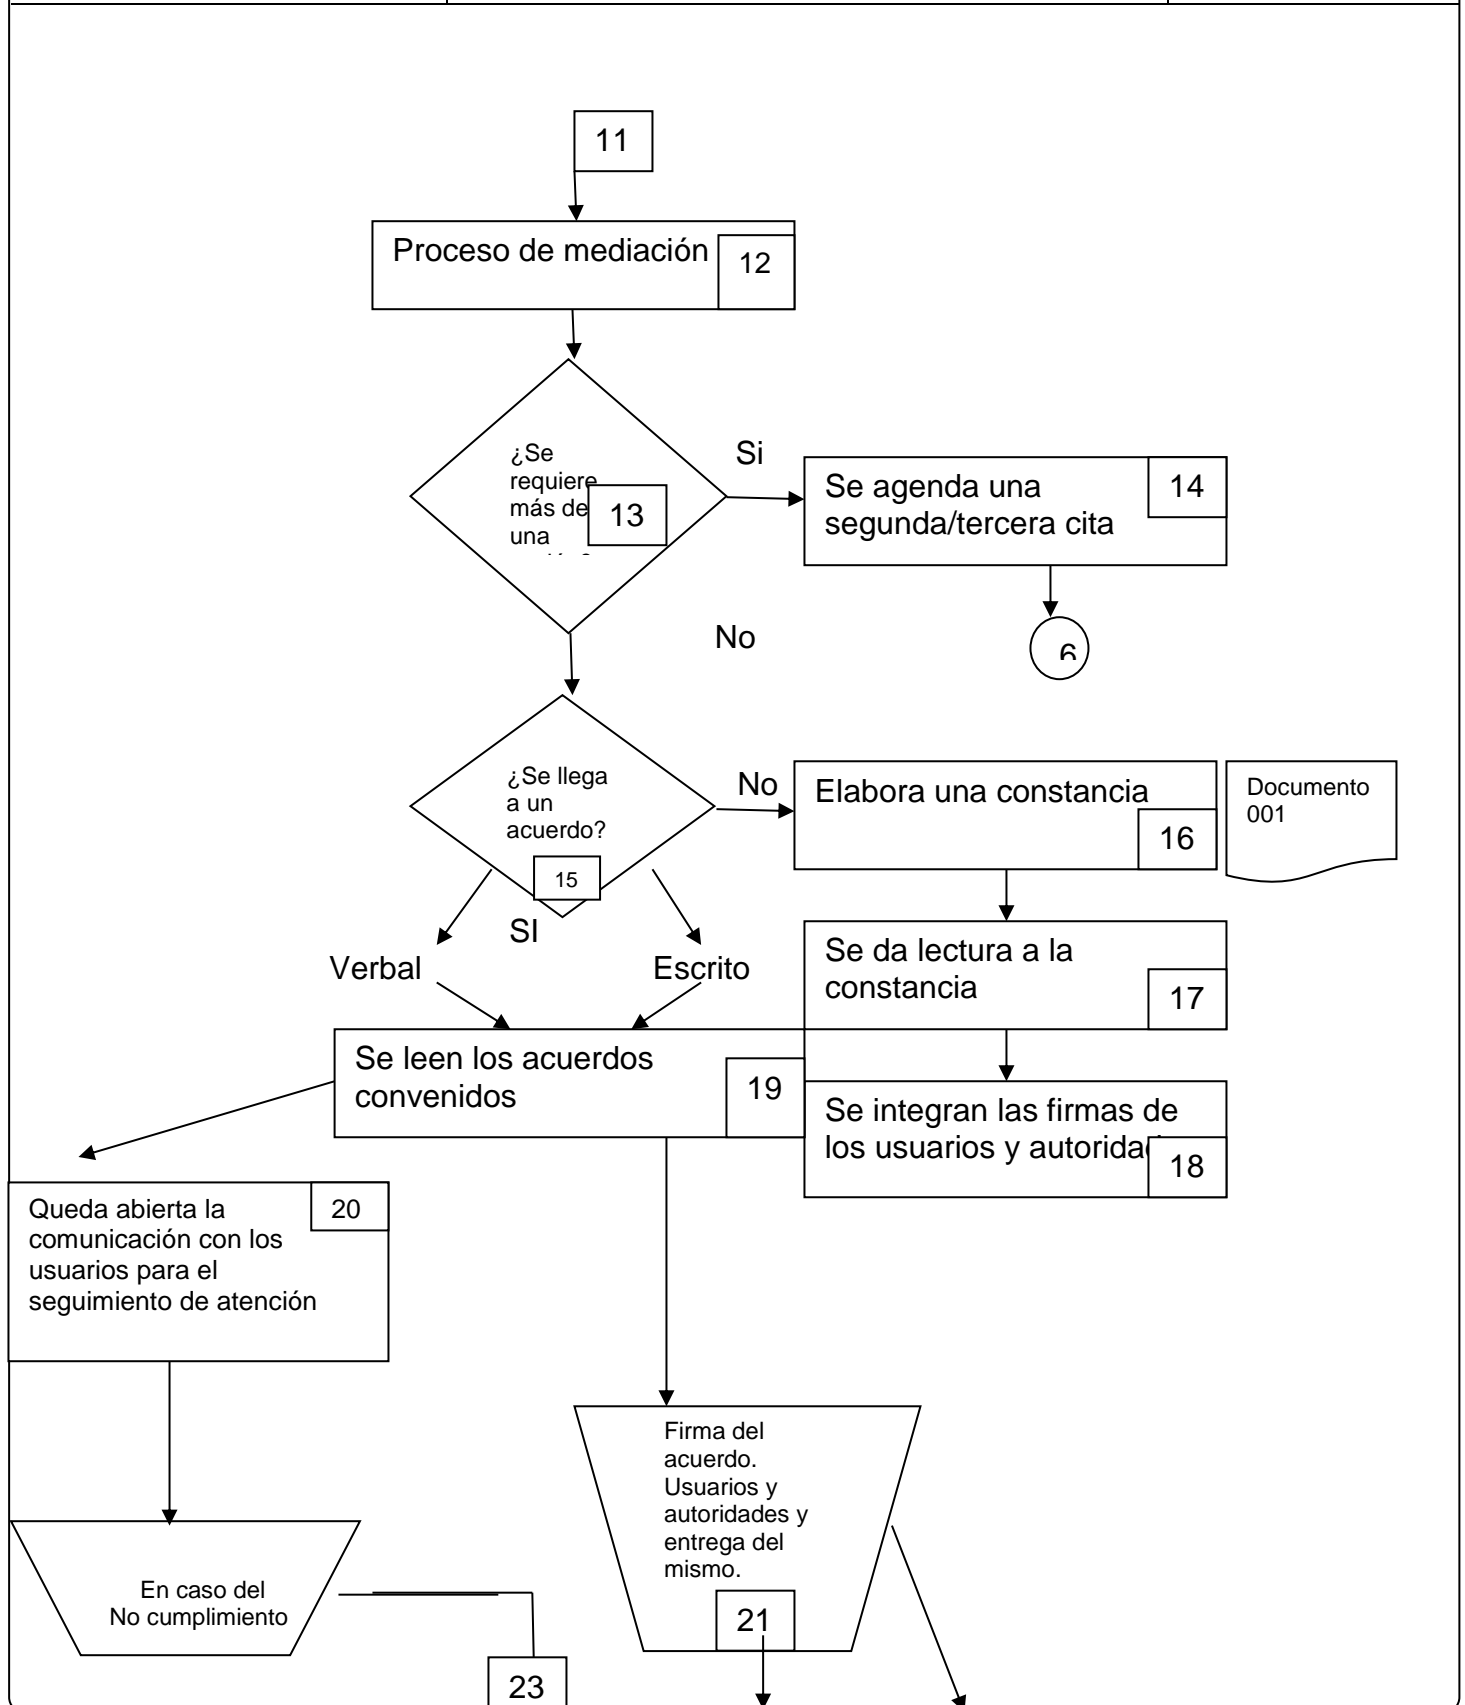 11
Proceso de mediación
12
¿Se
requiere
más de
una
13
Si
Se agenda una
segunda/tercera cita
14
6
No
¿Se llega
a un
acuerdo?
15
No
Elabora una constancia
16
Documento
001
SI
Verbal
Escrito
Se da lectura a la
constancia
17
Se leen los acuerdos
convenidos
19
Se integran las firmas de
los usuarios y
18
Queda abierta la
comunicación con los
usuarios para el
seguimiento de atención
20
Firma del
acuerdo.
Usuarios y
autoridades y
entrega del
mismo.
21
En caso del
No cumplimiento
23